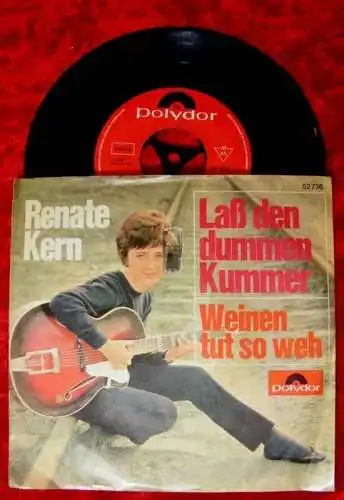 polydor
52736
Renate
Kern
Laß den
dummen
Kummer
Weinen
tut so weh
polydor